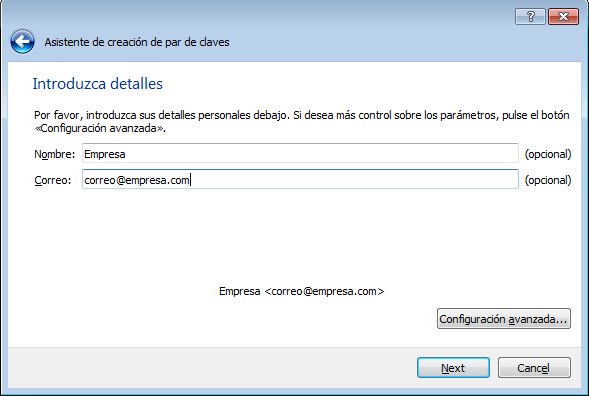 Asistente de creación de par de claves
Introduzca detalles
Por favor, introduzca sus detalles personales debajo. Si desea más control sobre los parámetros, pulse el botón
«Configuración avanzada».
Nombre: Empresa (opcional)
Correo: correo@empresa.com (opcional)
Empresa <correo@empresa.com>
Configuración avanzada...
Next Cancel